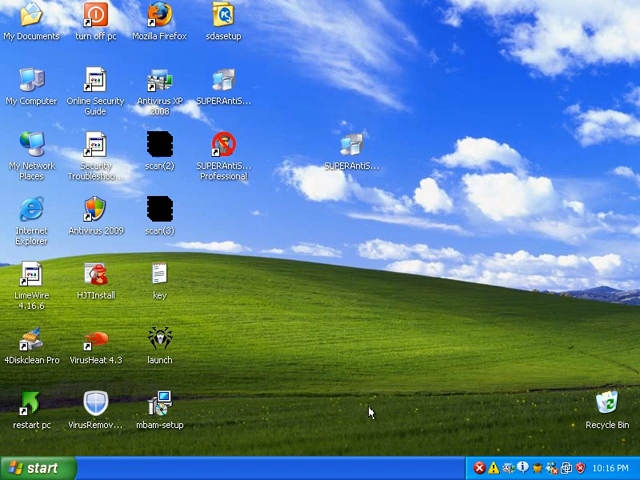 My Documents
turn off pc
Mozilla Firefox
sdasetup
My Computer
Online Security
Guide
Antivirus XP
2008
SUPERAntiS...
My Network
Places
Security
Troubleshoo...
scan(2)
SUPERAntiS...
Professional
SUPERAntiS...
Internet
Explorer
Antivirus 2009
scan(3)
LimeWire
4.16.6
HJTInstall
key
4Diskclean Pro
VirusHeat 4.3
launch
restart pc
VirusRemov...
mbam-setup
Recycle Bin
start
10:16 PM